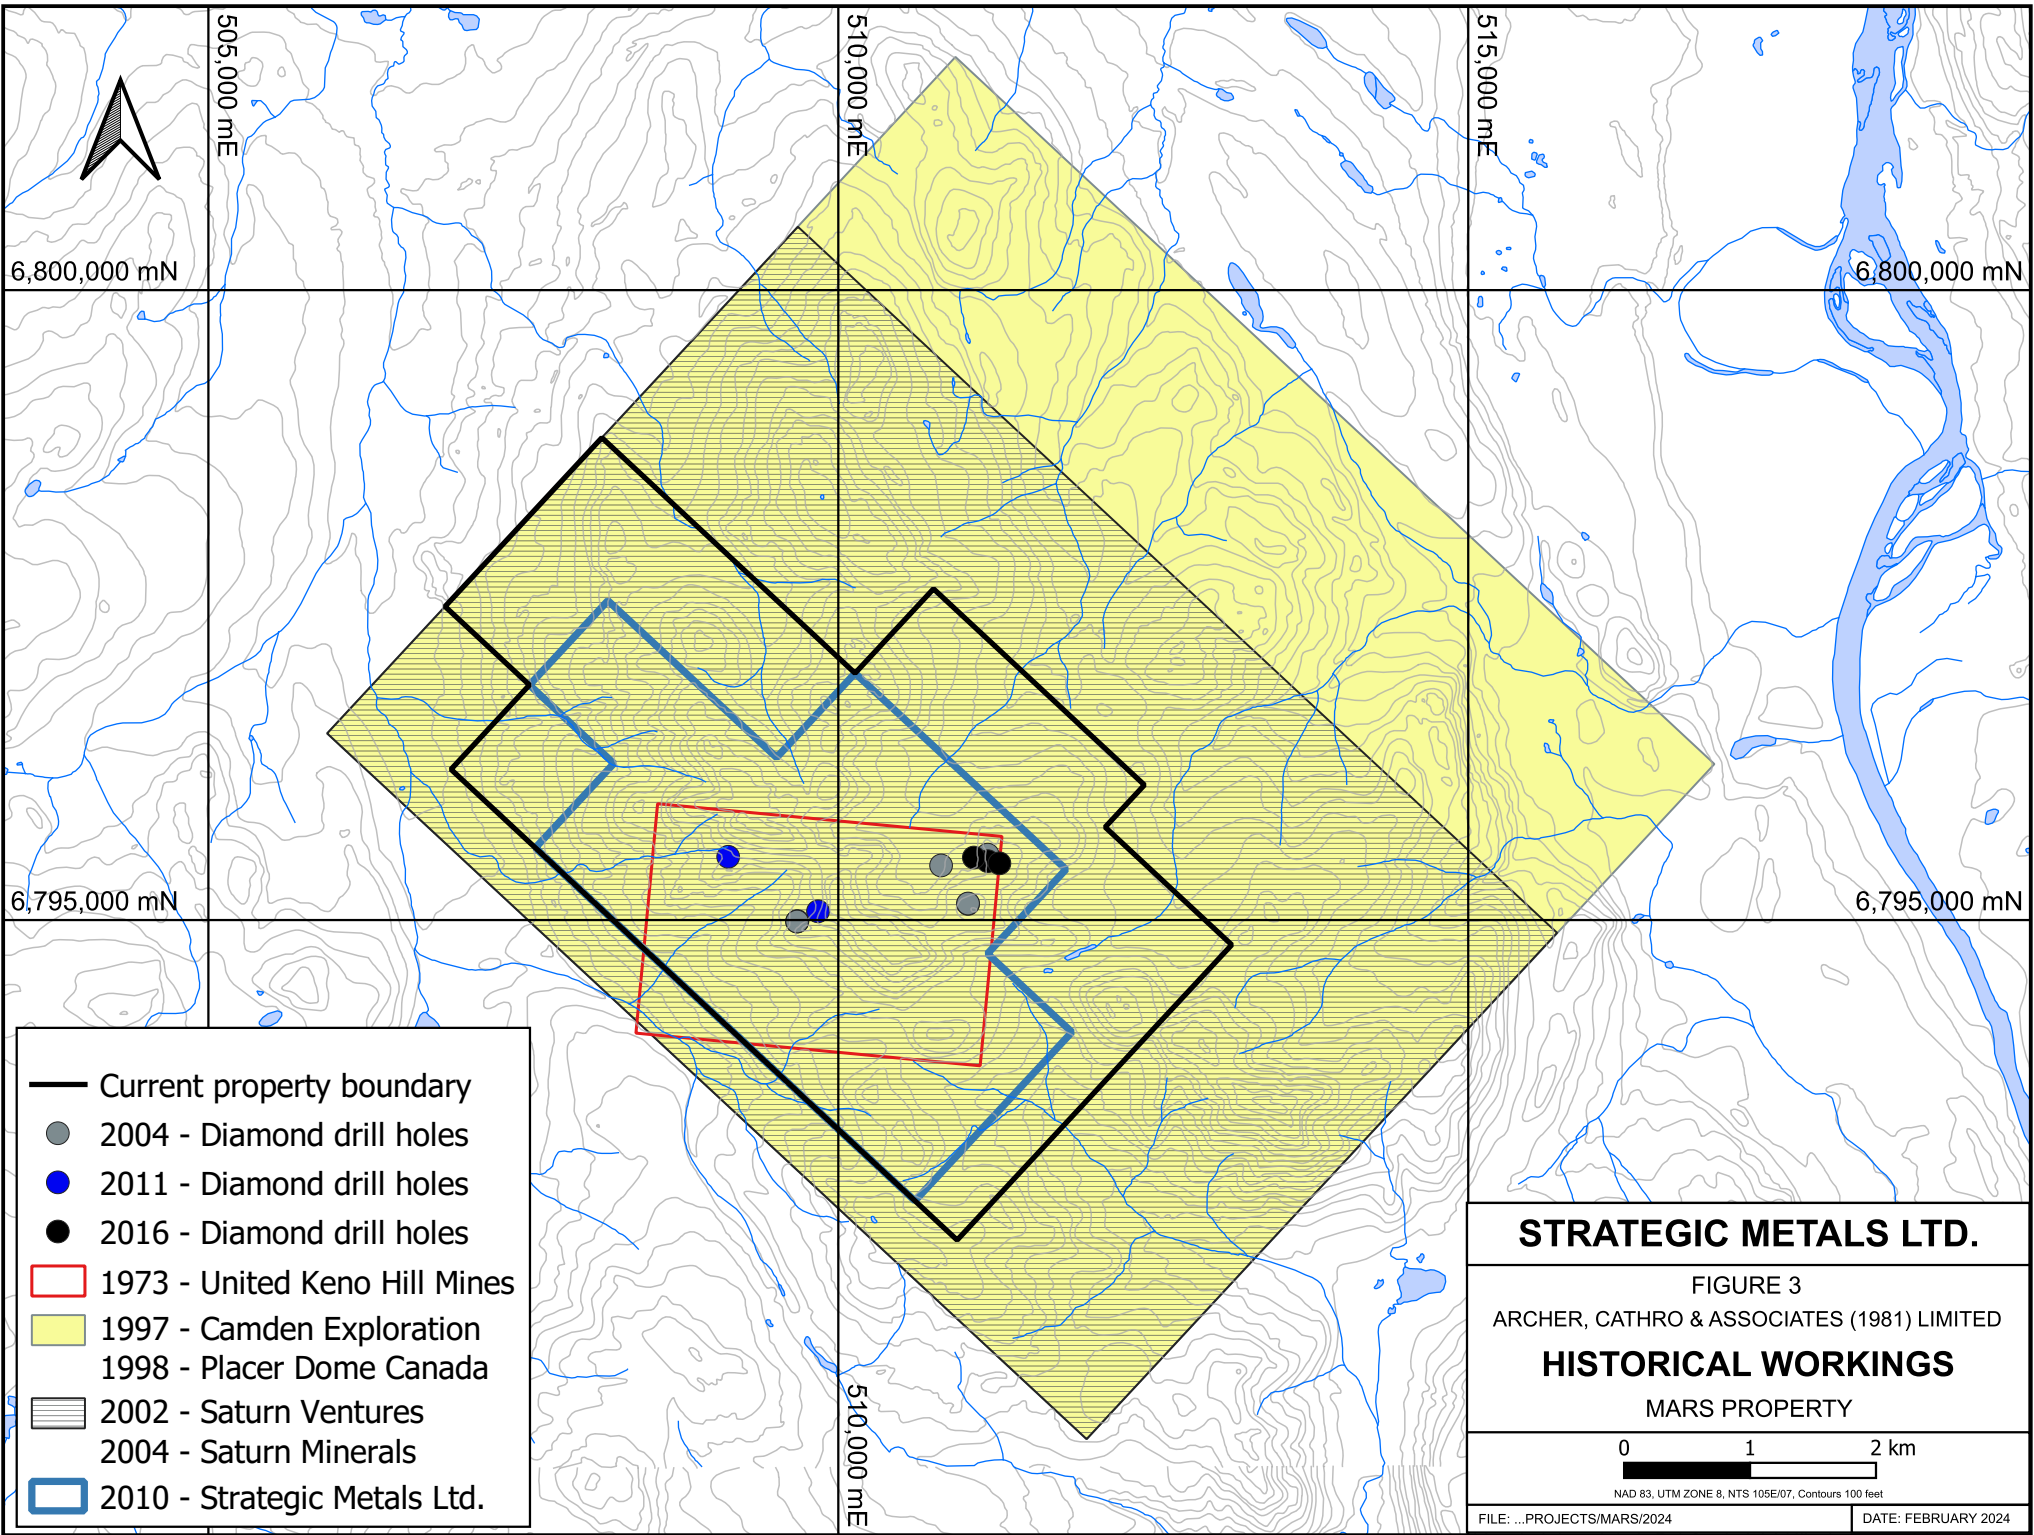 505,000 mE
510,000 mE
515,000 mE
6,800,000 mN
6,800,000 mN
6,795,000 mN
6,795,000 mN
510,000 mE
Current property boundary
2004 - Diamond drill holes
2011 - Diamond drill holes
2016 - Diamond drill holes
1973 - United Keno Hill Mines
1997 - Camden Exploration
1998 - Placer Dome Canada
2002 - Saturn Ventures
2004 - Saturn Minerals
2010 - Strategic Metals Ltd.
STRATEGIC METALS LTD.
FIGURE 3
ARCHER, CATHRO & ASSOCIATES (1981) LIMITED
HISTORICAL WORKINGS
MARS PROPERTY
0 1 2 km
NAD 83, UTM ZONE 8, NTS 105E/07, Contours 100 feet
FILE: ...PROJECTS/MARS/2024
DATE: FEBRUARY 2024